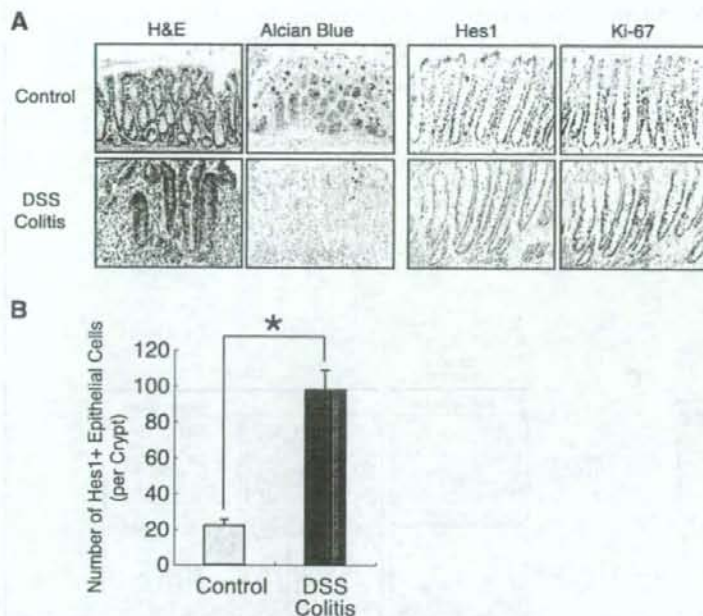 A
H&E Alcian Blue Hes1 Ki-67
Control
DSS
Colitis
B
*
Number of Hes1+ Epithelial Cells
(per Crypt)
120
100
80
60
40
20
0
Control DSS
Colitis